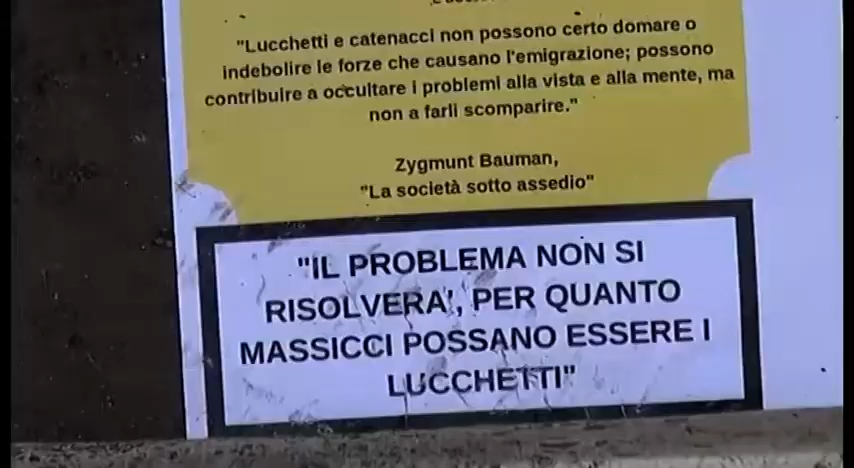 "Lucchetti e catenacci non possono certo domare o
indebolire le forze che causano l'emigrazione; possono
contribuire a occultare i problemi alla vista e alla mente, ma
non a farli scomparire."
Zygmunt Bauman,
"La società sotto assedio"
"IL PROBLEMA NON SI
RISOLVERA', PER QUANTO
MASSICCI POSSANO ESSERE I
LUCCHETTI"